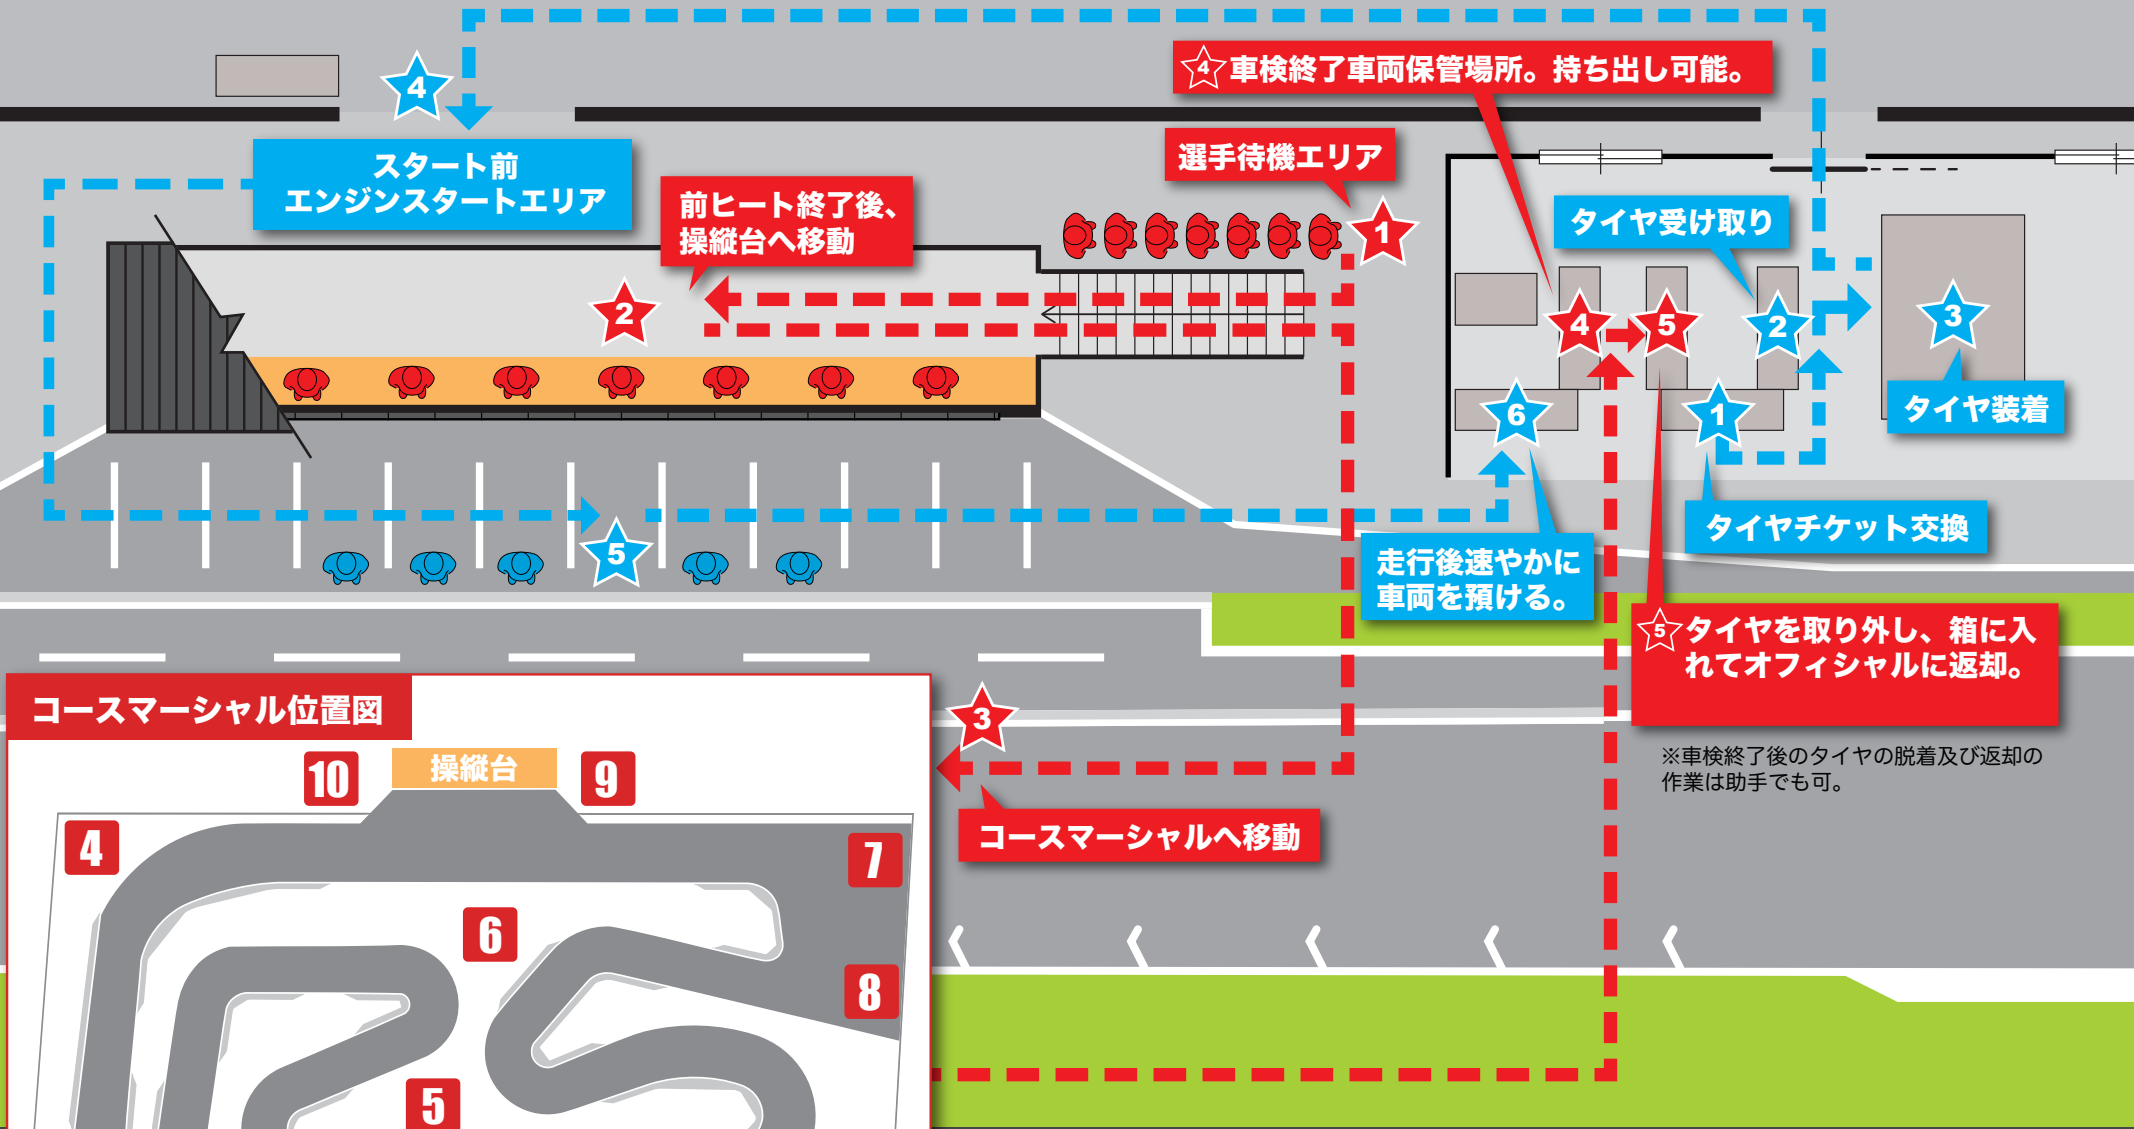 4
4 車検終了車両保管場所。持ち出し可能。
選手待機エリア
スタート前
エンジンスタートエリア
前ヒート終了後、
操縦台へ移動
1
タイヤ受け取り
2
4
5
2
3
タイヤ装着
6
1
タイヤチケット交換
5
走行後速やかに
車両を預ける。
5 タイヤを取り外し、箱に入
れてオフィシャルに返却。
※車検終了後のタイヤの脱着及び返却の
作業は助手でも可。
3
コースマーシャルへ移動
コースマーシャル位置図
10
操縦台
9
4
7
6
8
5